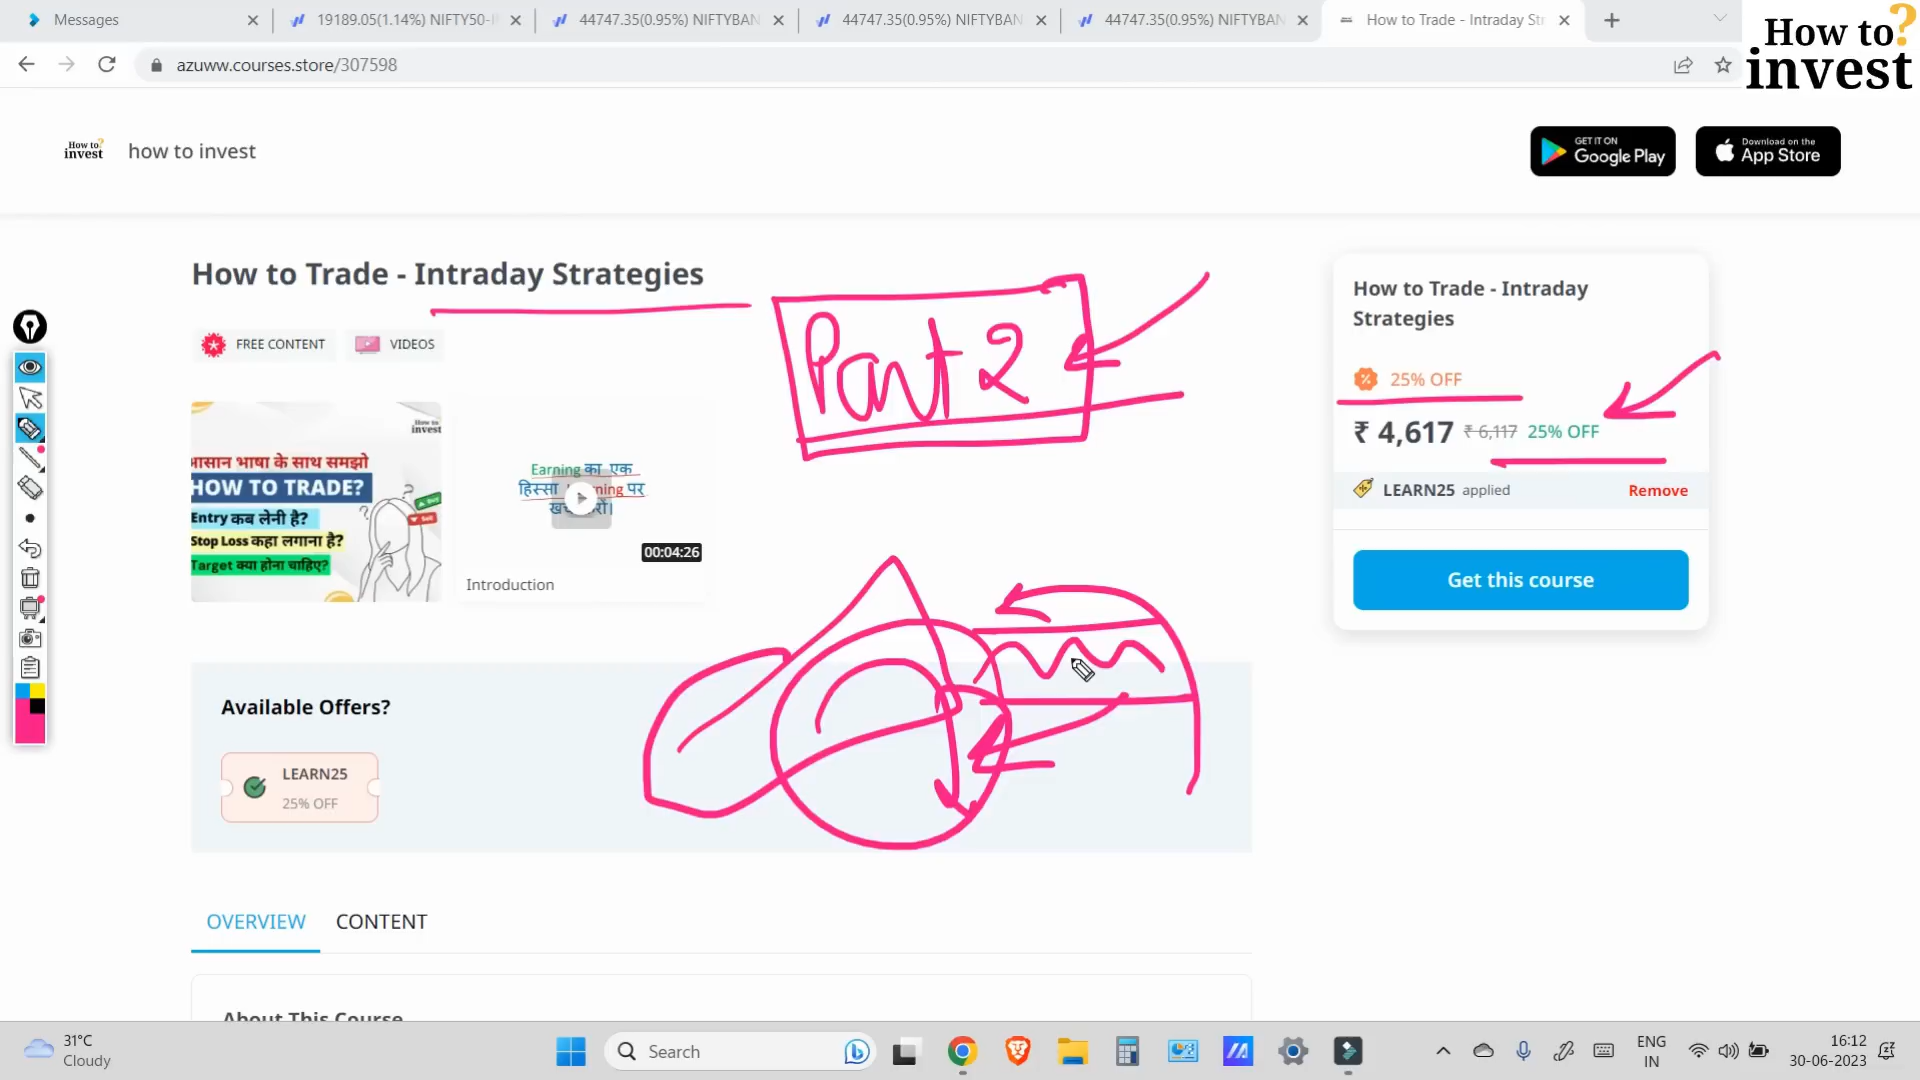 Messages
19189.05(1.14%) NIFTY50-I
44747.35(0.95%) NIFTYBAN
44747.35(0.95%) NIFTYBAN
44747.35(0.95%) NIFTYBAN
How to Trade - Intraday Str
How to?
invest
azuww.courses.store/307598
How to?
invest
how to invest
GET IT ON
Google Play
Download on the
App Store
How to Trade - Intraday Strategies
FREE CONTENT
VIDEOS
Part 2
How to
invest
आसान भाषा के साथ समझो
HOW TO TRADE?
Entry कब लेनी है?
Stop Loss कहा लगाना है?
Target क्या होना चाहिए?
Buy
Sell
Earning का एक
हिस्सा
पर
00:04:26
Introduction
How to Trade - Intraday
Strategies
25% OFF
₹ 4,617 ₹ 6,117 25% OFF
LEARN25 applied
Remove
Get this course
Available Offers?
LEARN25
25% OFF
OVERVIEW
CONTENT
About This Course
31°C
Cloudy
Search
ENG
IN
16:12
30-06-2023